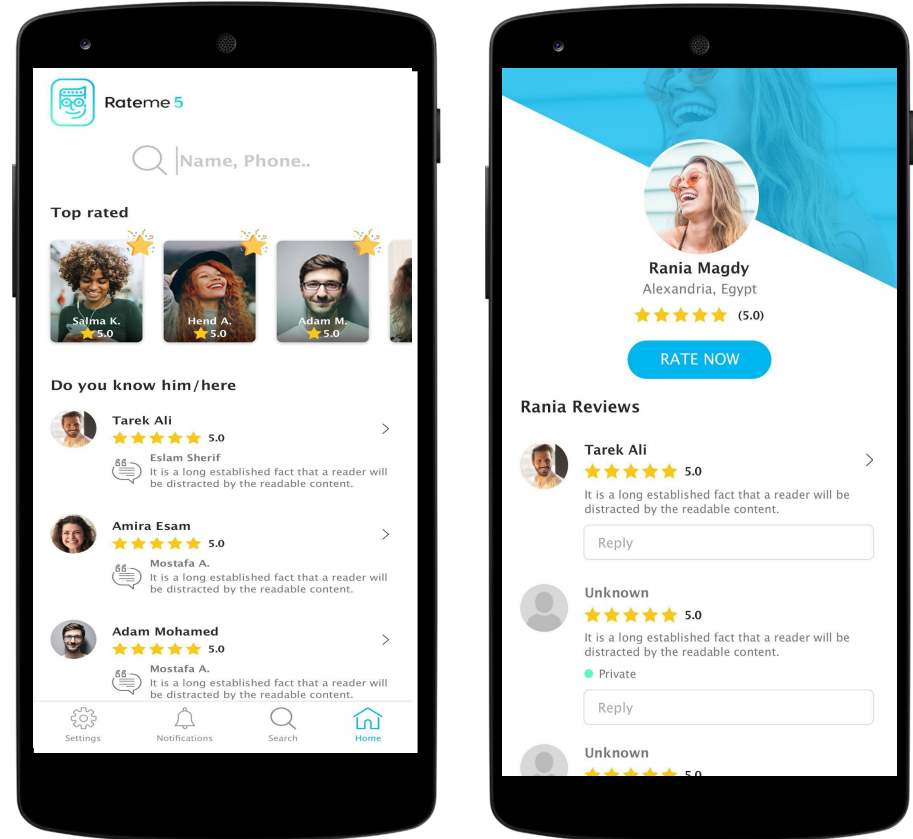 Rateme 5
Name, Phone..
Top rated
Salma K.
5.0
Hend A.
5.0
Adam M.
5.0
Do you know him/here
Tarek Ali
5.0
Eslam Sherif
It is a long established fact that a reader will
be distracted by the readable content.
Amira Esam
5.0
Mostafa A.
It is a long established fact that a reader will
be distracted by the readable content.
Adam Mohamed
5.0
Mostafa A.
It is a long established fact that a reader will
be distracted by the readable content.
Settings
Notifications
Search
Home
Rania Magdy
Alexandria, Egypt
(5.0)
RATE NOW
Rania Reviews
Tarek Ali
5.0
It is a long established fact that a reader will be
distracted by the readable content.
Reply
Unknown
5.0
It is a long established fact that a reader will be
distracted by the readable content.
Private
Reply
Unknown
5.0